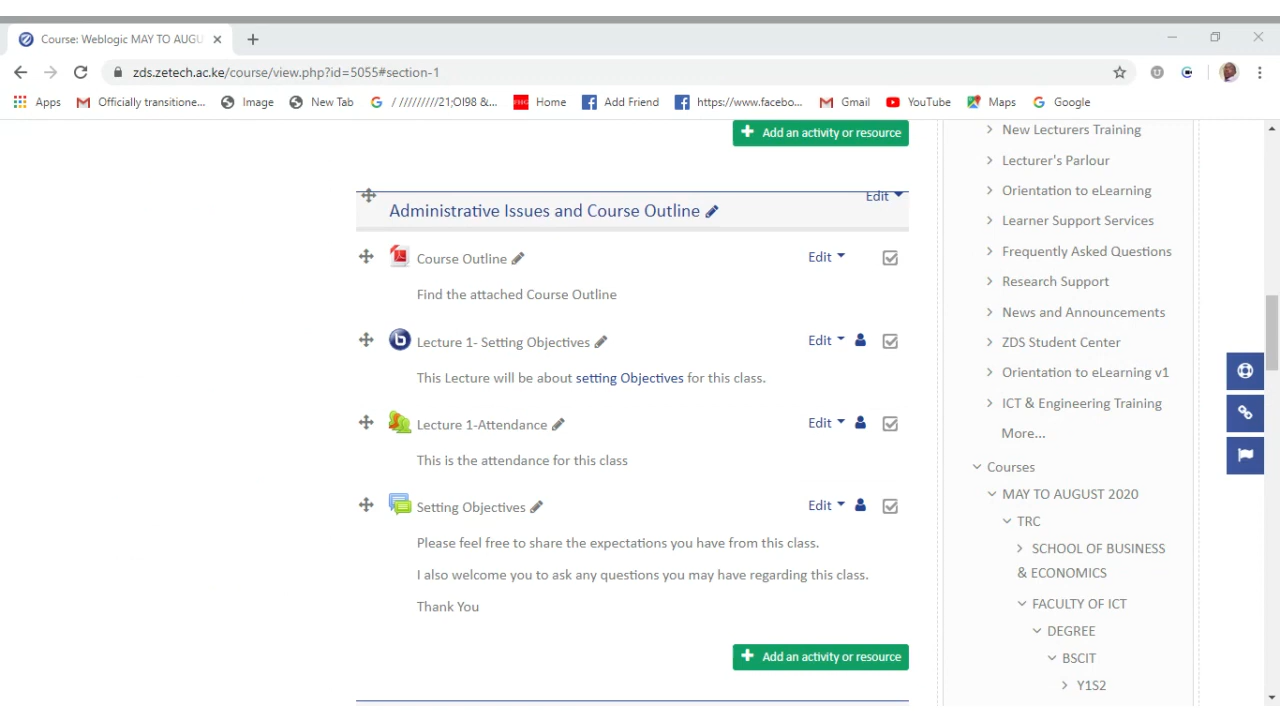 Course: Weblogic MAY TO AUGU
zds.zetech.ac.ke/course/view.php?id=5055#section-1
Apps
Officially transitione...
Image
New Tab
/ /////////21;OI98 &...
Home
Add Friend
https://www.facebo...
Gmail
YouTube
Maps
Google
Add an activity or resource
Edit
Administrative Issues and Course Outline
Course Outline
Edit
Find the attached Course Outline
Lecture 1- Setting Objectives
Edit
This Lecture will be about setting Objectives for this class.
Lecture 1-Attendance
Edit
This is the attendance for this class
Setting Objectives
Edit
Please feel free to share the expectations you have from this class.
I also welcome you to ask any questions you may have regarding this class.
Thank You
Add an activity or resource
New Lecturers Training
Lecturer's Parlour
Orientation to eLearning
Learner Support Services
Frequently Asked Questions
Research Support
News and Announcements
ZDS Student Center
Orientation to eLearning v1
ICT & Engineering Training
More...
Courses
MAY TO AUGUST 2020
TRC
SCHOOL OF BUSINESS
& ECONOMICS
FACULTY OF ICT
DEGREE
BSCIT
Y1S2